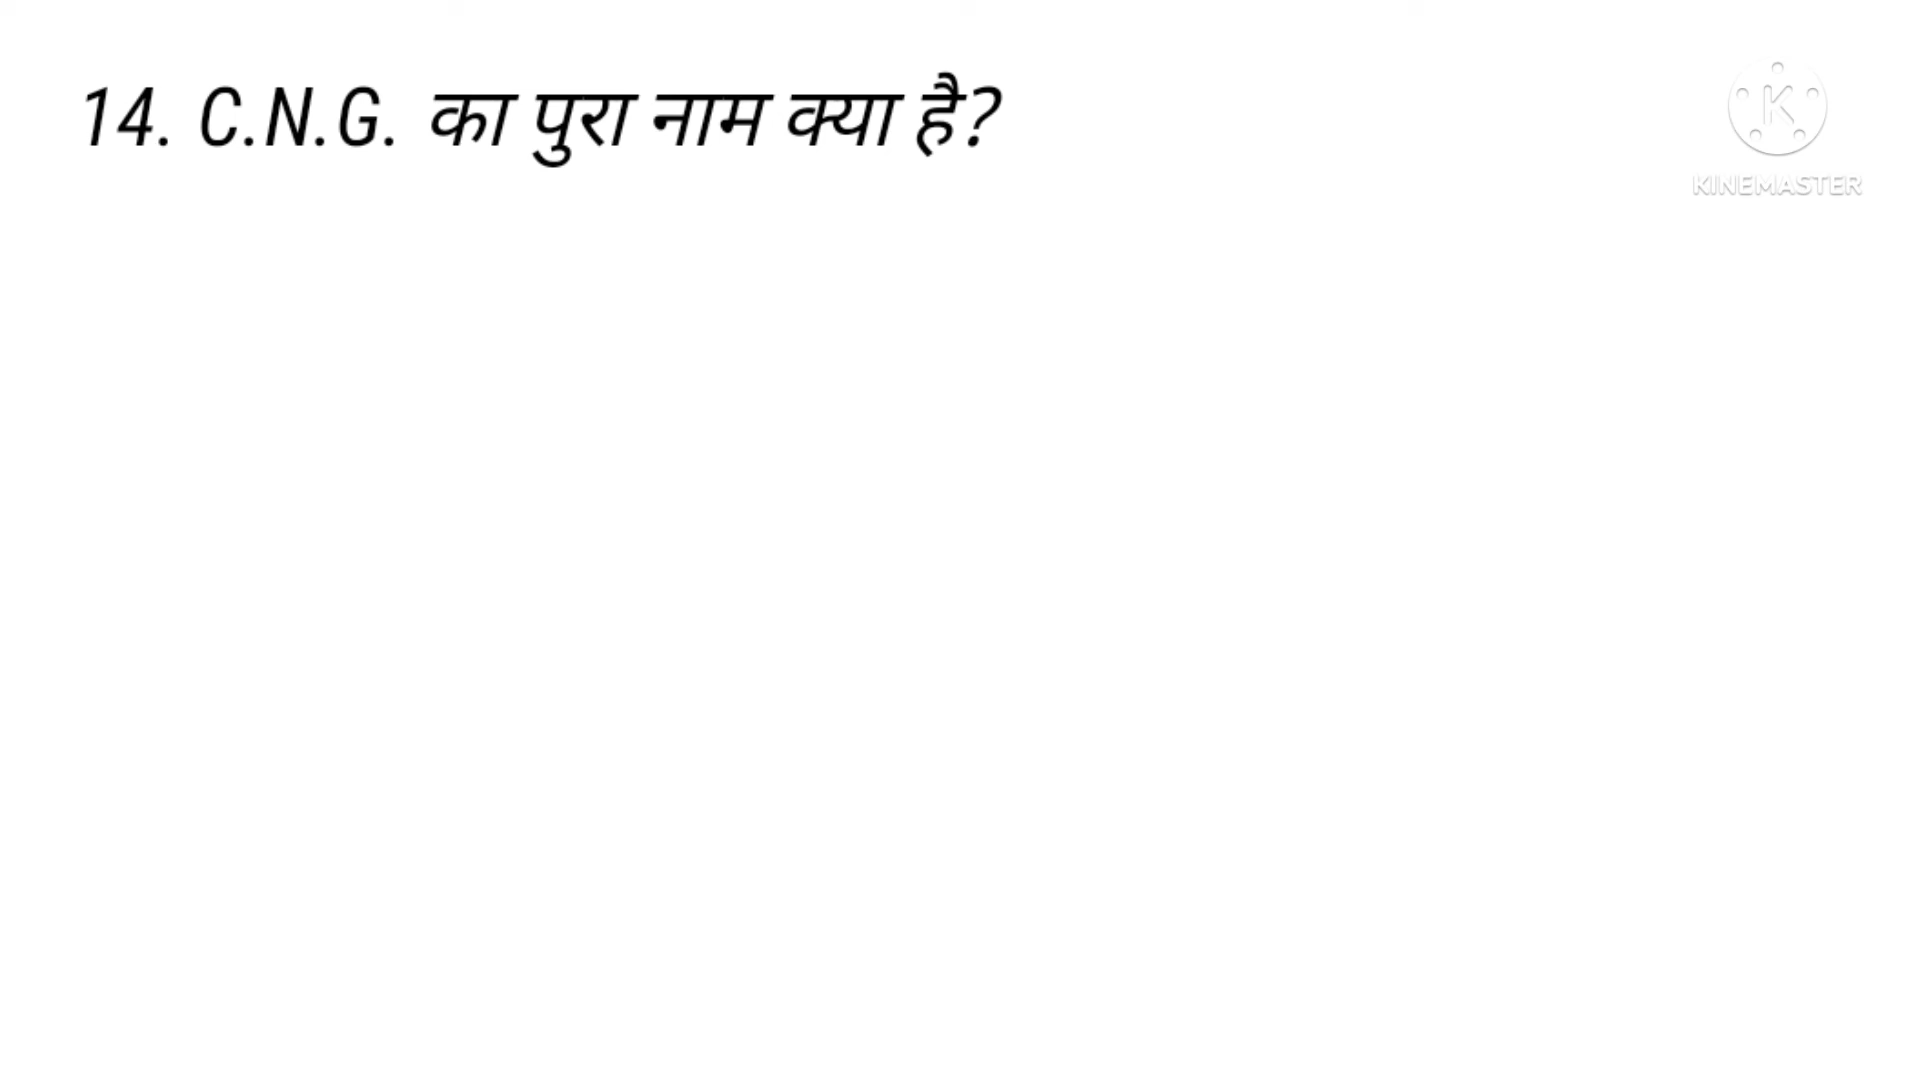 14. C.N.G. का पुरा नाम क्या है?
K
KINEMASTER